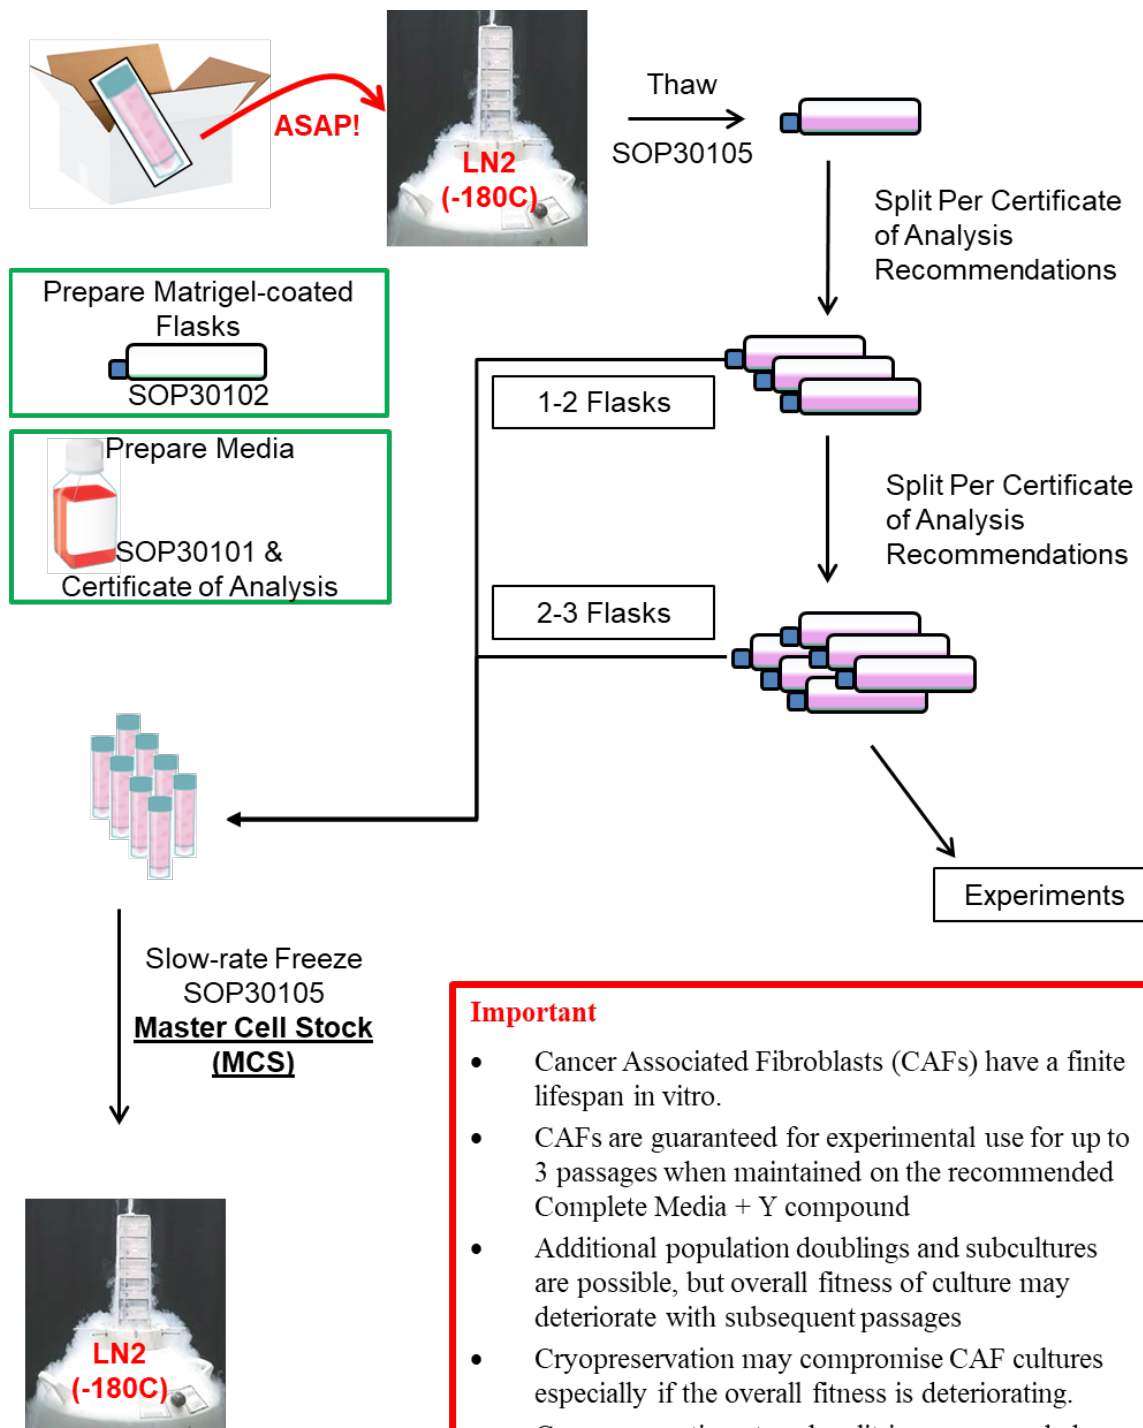 ASAP!
LN2
(-180C)
Thaw
SOP30105
Split Per Certificate
of Analysis
Recommendations
Prepare Matrigel-coated
Flasks
SOP30102
1-2 Flasks
Prepare Media
SOP30101 &
Certificate of Analysis
Split Per Certificate
of Analysis
Recommendations
2-3 Flasks
Experiments
Slow-rate Freeze
SOP30105
Master Cell Stock
(MCS)
LN2
(-180C)
Important
• Cancer Associated Fibroblasts (CAFs) have a finite
lifespan in vitro.
• CAFs are guaranteed for experimental use for up to
3 passages when maintained on the recommended
Complete Media + Y compound
• Additional population doublings and subcultures
are possible, but overall fitness of culture may
deteriorate with subsequent passages
• Cryopreservation may compromise CAF cultures
especially if the overall fitness is deteriorating.